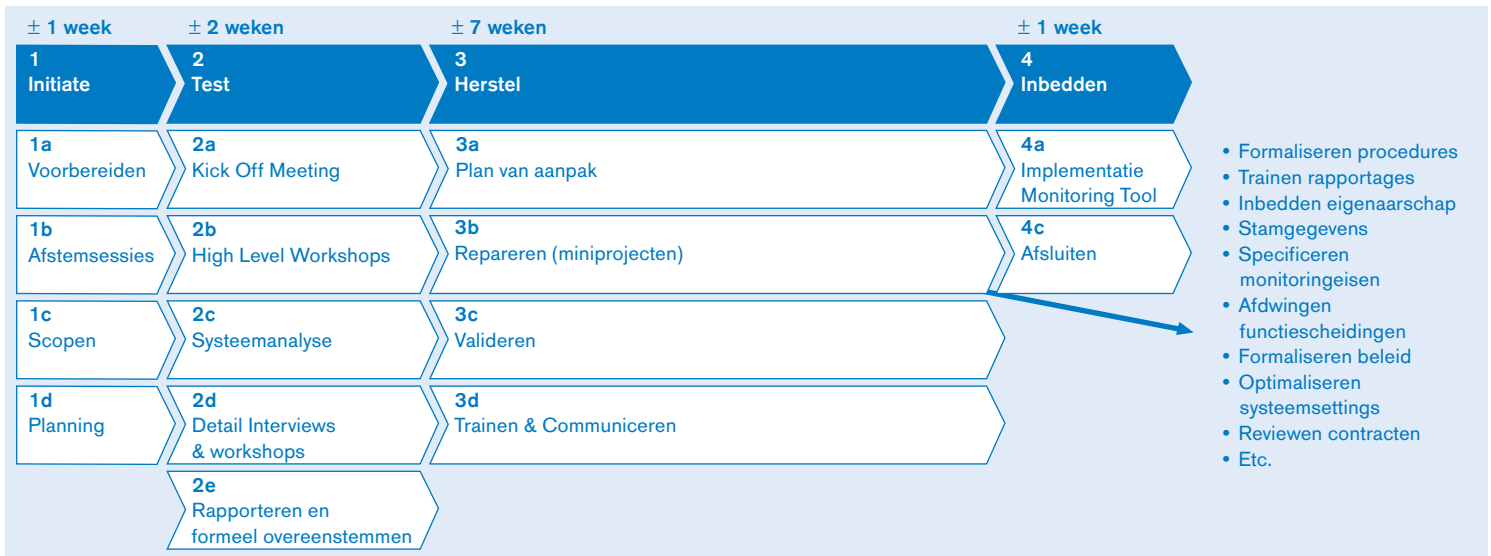 ± 1 week
± 2 weken
± 7 weken
± 1 week
1
Initiate
2
Test
3
Herstel
4
Inbedden
1a
Voorbereiden
2a
Kick Off Meeting
3a
Plan van aanpak
4a
Implementatie
Monitoring Tool
1b
Afstemsessies
2b
High Level Workshops
3b
Repareren (miniprojecten)
4c
Afsluiten
1c
Scopen
2c
Systeemanalyse
3c
Valideren
1d
Planning
2d
Detail Interviews
& workshops
3d
Trainen & Communiceren
2e
Rapporteren en
formeel overeenstemmen
• Formaliseren procedures
• Trainen rapportages
• Inbedden eigenaarschap
• Stamgegevens
• Specificeren
monitoringeisen
• Afdwingen
functiescheidingen
• Formaliseren beleid
• Optimaliseren
systeemsettings
• Reviewen contracten
• Etc.